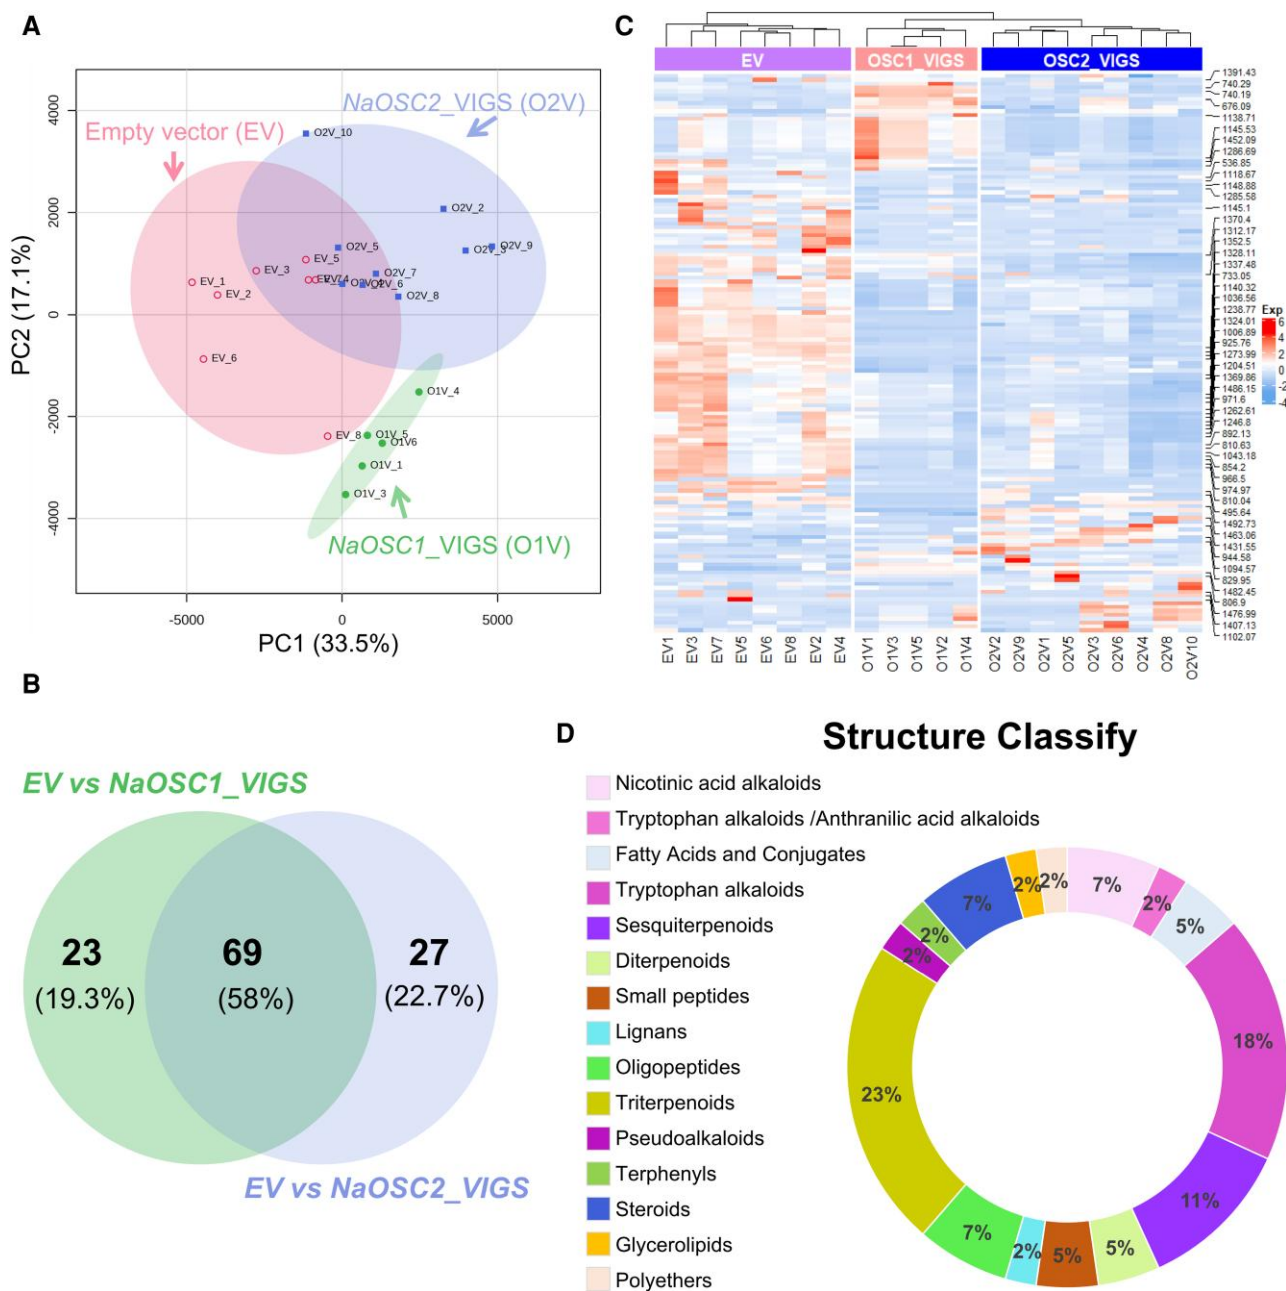 A
NaOSC2_VIGS (O2V)
Empty vector (EV)
O2V_10
O2V_2
O2V_9
O2V_5
EV_5
EV_3
O2V_7
EV_1
O2V_6
EV_2
O2V_8
EV_6
O1V_4
EV_8
O1V_5
O1V6
O1V_1
O1V_3
NaOSC1_VIGS (O1V)
PC2 (17.1%)
4000
2000
0
-2000
-4000
-5000 0 5000
PC1 (33.5%)
B
EV vs NaOSC1_VIGS
23 69 27
(19.3%) (58%) (22.7%)
EV vs NaOSC2_VIGS
C
EV OSC1_VIGS OSC2_VIGS
1391.43
740.29
740.19
676.09
1138.71
1145.53
1452.09
1286.69
536.85
1118.67
1148.88
1285.58
1145.1
1370.4
1312.17
1352.5
1328.11
1337.48
733.05
1140.32
1036.56
1238.77
1324.01
1006.89
925.76
1273.99
1204.51
1369.86
1486.15
971.6
1262.61
1246.8
892.13
810.63
1043.18
854.2
966.5
974.97
810.04
495.64
1492.73
1463.06
1431.55
944.58
1094.57
829.95
1482.45
806.9
1476.99
1407.13
1102.07
Exp
6
4
2
0
-2
-4
EV1 EV3 EV7 EV5 EV6 EV8 EV2 EV4 O1V1 O1V3 O1V5 O1V2 O1V4 O2V2 O2V9 O2V1 O2V5 O2V3 O2V6 O2V4 O2V8 O2V10
D
Structure Classify
Nicotinic acid alkaloids
Tryptophan alkaloids /Anthranilic acid alkaloids
Fatty Acids and Conjugates
Tryptophan alkaloids
Sesquiterpenoids
Diterpenoids
Small peptides
Lignans
Oligopeptides
Triterpenoids
Pseudoalkaloids
Terphenyls
Steroids
Glycerolipids
Polyethers
7%
2%
5%
18%
11%
5%
5%
2%
7%
23%
2%
2%
7%
2%
2%